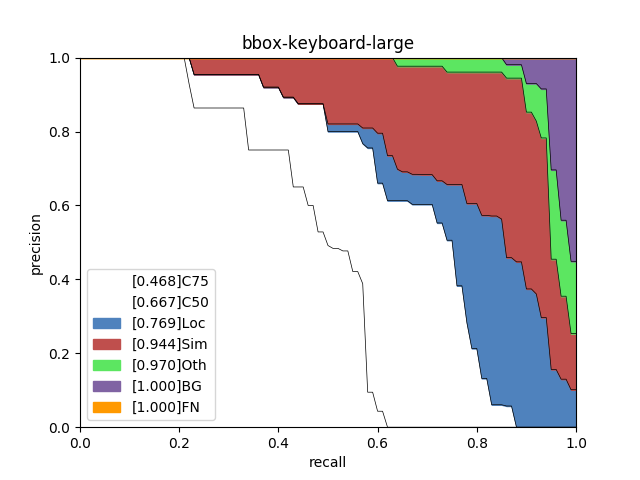 bbox-keyboard-large
1.0
0.8
0.6
0.4
0.2
0.0
precision
[0.468]C75
[0.667]C50
[0.769]Loc
[0.944]Sim
[0.970]Oth
[1.000]BG
[1.000]FN
0.0 0.2 0.4 0.6 0.8 1.0
recall